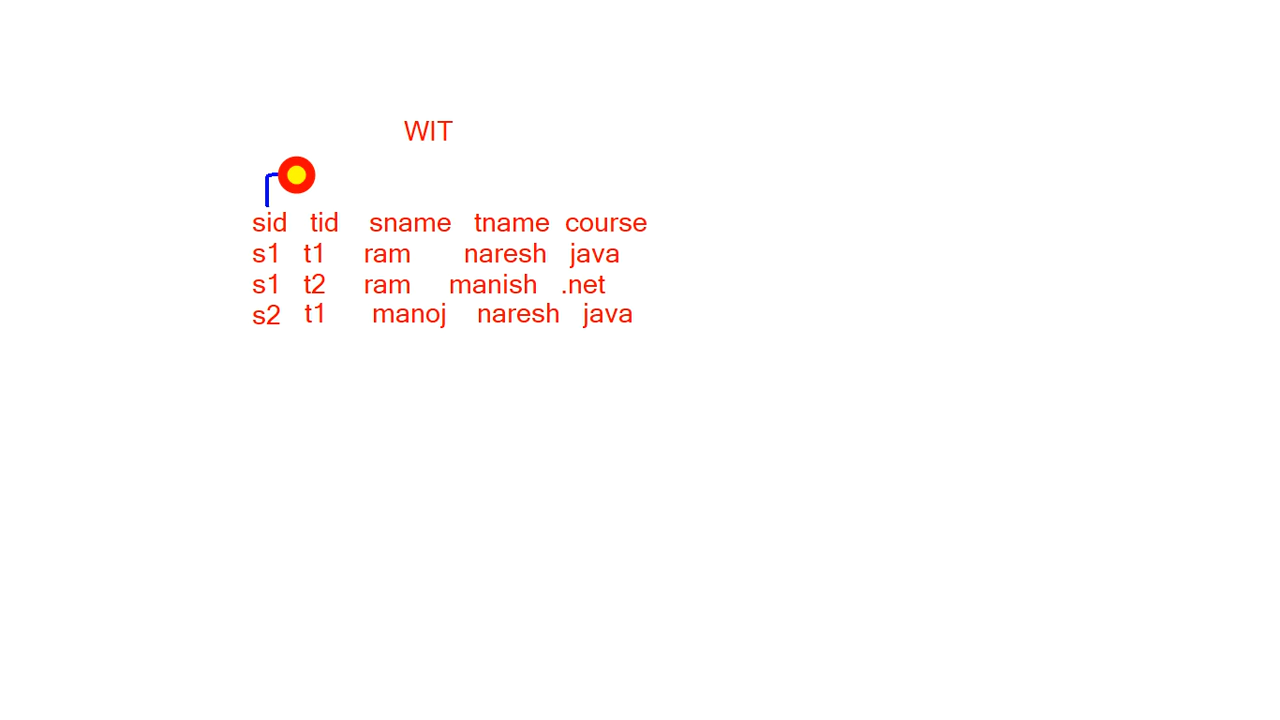 WIT
sid tid sname tname course
s1 t1 ram naresh java
s1 t2 ram manish .net
s2 t1 manoj naresh java